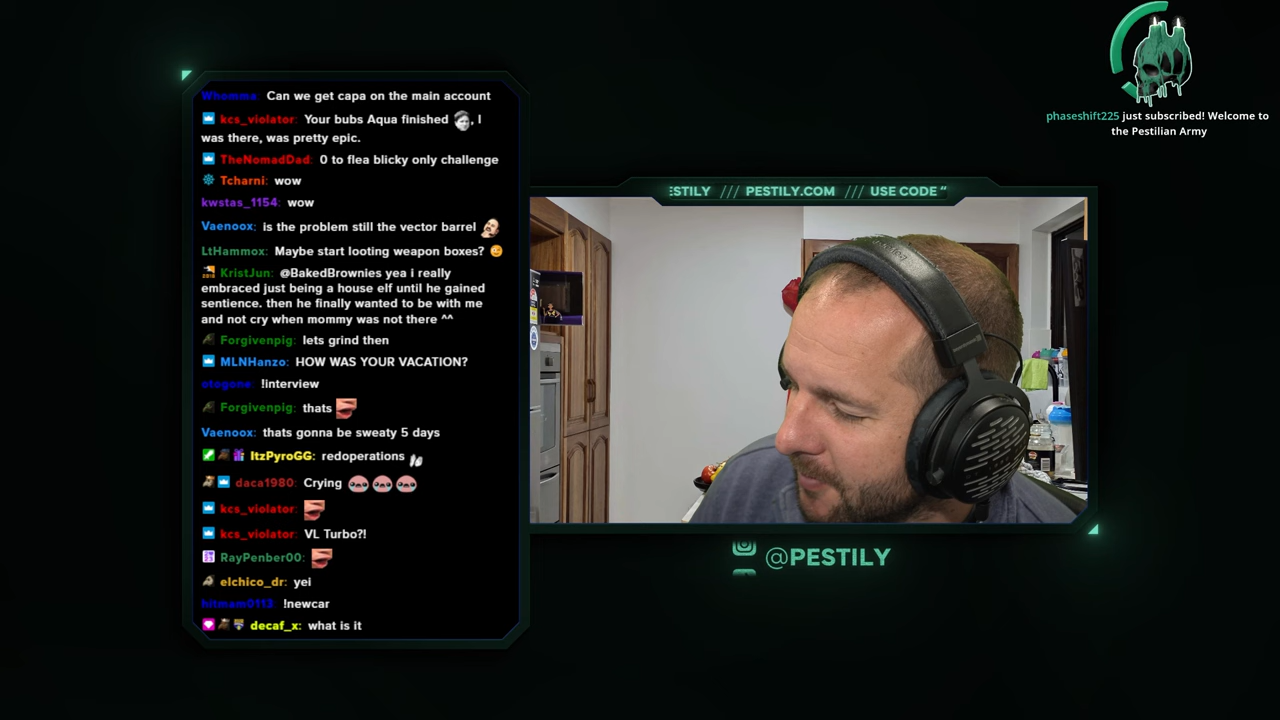 phaseshift225 just subscribed! Welcome to
the Pestilian Army
Whomma: Can we get capa on the main account
kcs_violator: Your bubs Aqua finished , I
was there, was pretty epic.
TheNomadDad: 0 to flea blicky only challenge
Tcharni: wow
kwstas_1154: wow
Vaenoox: is the problem still the vector barrel
LtHammox: Maybe start looting weapon boxes?
KristJun: @BakedBrownies yea i really
embraced just being a house elf until he gained
sentience. then he finally wanted to be with me
and not cry when mommy was not there ^^
Forgivenpig: lets grind then
MLNHanzo: HOW WAS YOUR VACATION?
otogone: !interview
Forgivenpig: thats
Vaenoox: thats gonna be sweaty 5 days
ItzPyroGG: redoperations
daca1980: Crying
kcs_violator:
kcs_violator: VL Turbo?!
RayPenber00:
elchico_dr: yei
hitmam0113: !newcar
decaf_x: what is it
ESTILY /// PESTILY.COM /// USE CODE "
@PESTILY